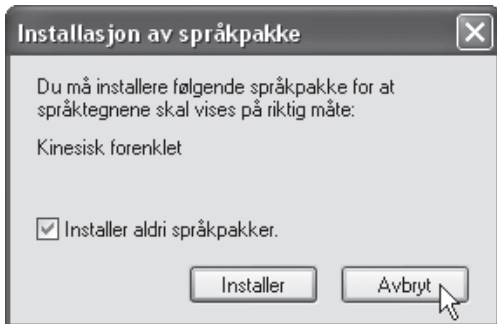 Installasjon av språkpakke
Du må installere følgende språkpakke for at
språktegnene skal vises på riktig måte:
Kinesisk forenklet
Installer aldri språkpakker.
Installer
Avbryt